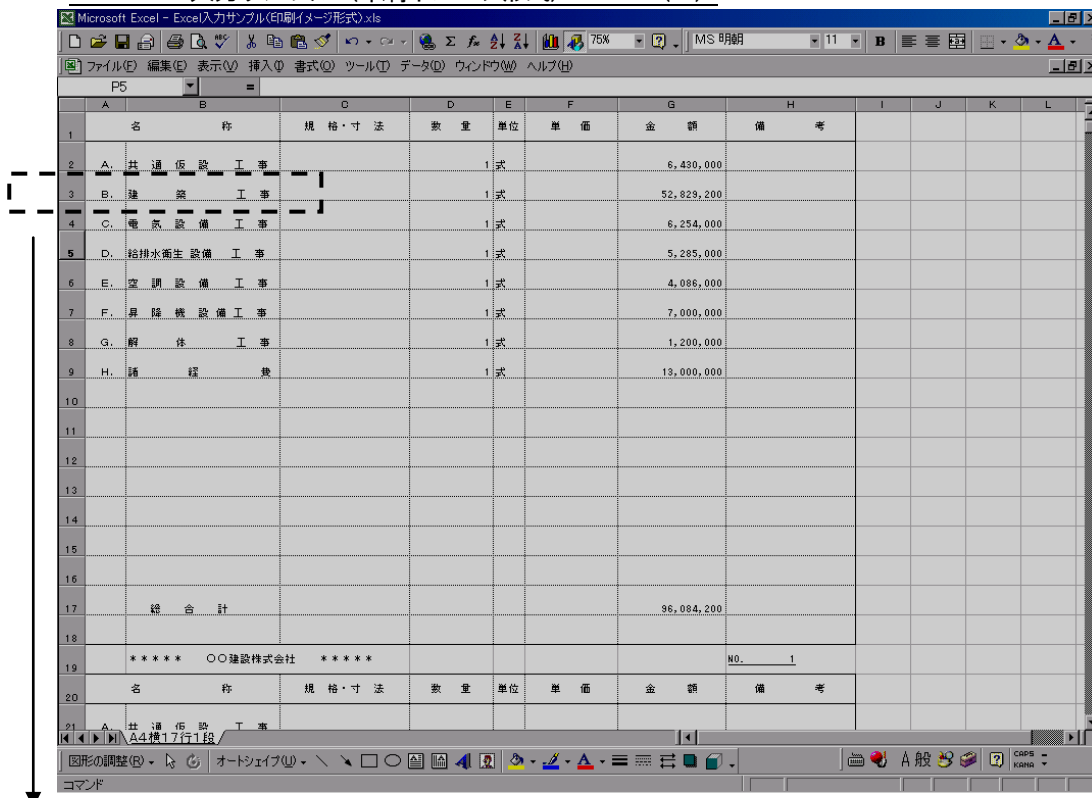 Microsoft Excel - Excel入力サンプル(印刷イメージ形式).xls
75% MS 明朝 11 B
ファイル(F) 編集(E) 表示(V) 挿入(I) 書式(O) ツール(T) データ(D) ウィンドウ(W) ヘルプ(H)
P5 =
A B C D E F G H I J K L
1 名 称 規 格・寸 法 数 量 単位 単 価 金 額 備 考
2 A. 共 通 仮 設 工 事 1 式 6,430,000
3 B. 建 築 工 事 1 式 52,829,200
4 C. 電 気 設 備 工 事 1 式 6,254,000
5 D. 給排水衛生 設備 工 事 1 式 5,285,000
6 E. 空 調 設 備 工 事 1 式 4,086,000
7 F. 昇 降 機 設 備 工 事 1 式 7,000,000
8 G. 解 体 工 事 1 式 1,200,000
9 H. 諸 経 費 1 式 13,000,000
10
11
12
13
14
15
16
17 総 合 計 96,084,200
18
19 ＊＊＊＊＊ ○○建設株式会社 ＊＊＊＊＊ NO. 1
20 名 称 規 格・寸 法 数 量 単位 単 価 金 額 備 考
21 A. 共 通 仮 設 工 事
A4横17行1段
図形の調整(R) オートシェイプ(U) A A 般 CAPS KANA
コマンド